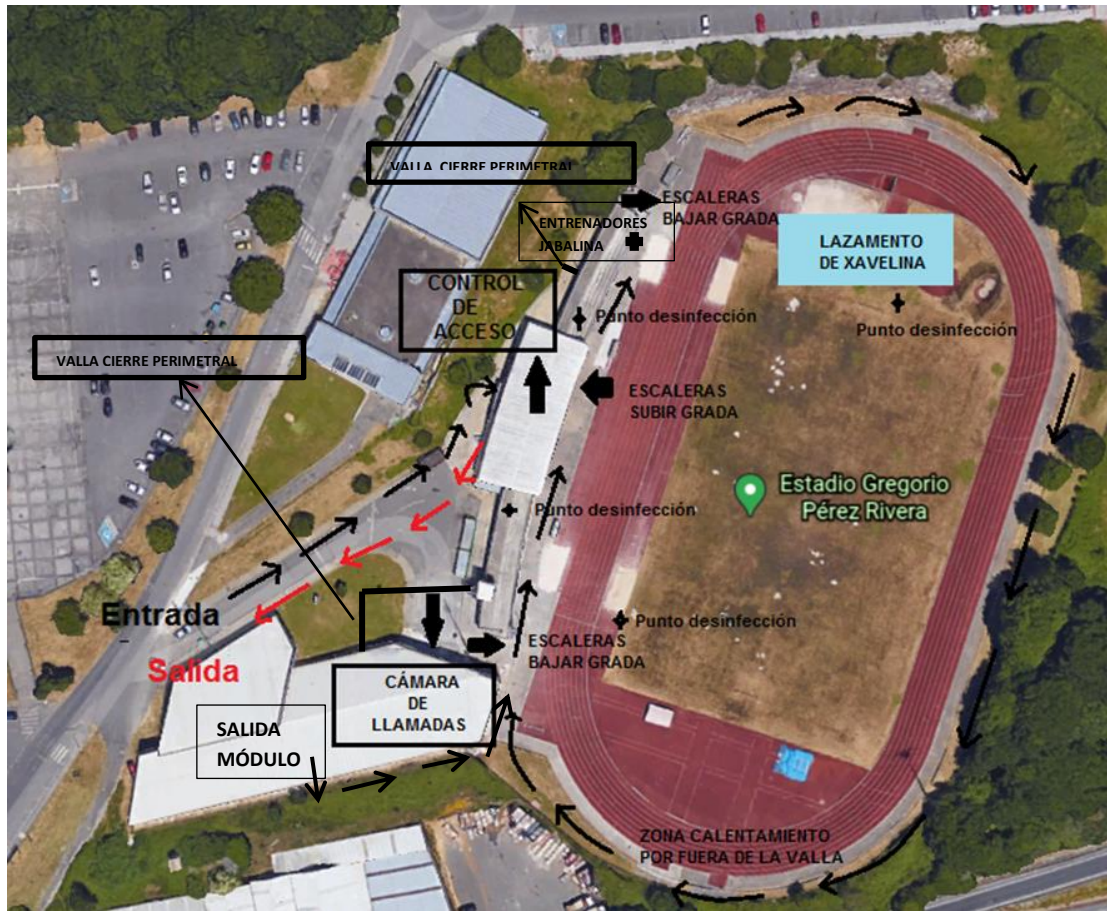 VALLA CIERRE PERIMETRAL
ESCALERAS
BAJAR GRADA
ENTRENADORES
JABALINA
LAZAMENTO
DE XAVELINA
CONTROL
DE
ACCESO
Punto desinfección
Punto desinfección
VALLA CIERRE PERIMETRAL
ESCALERAS
SUBIR GRADA
Estadio Gregorio
Pérez Rivera
Punto desinfección
Entrada
Punto desinfección
ESCALERAS
BAJAR GRADA
Salida
CÁMARA
DE
LLAMADAS
SALIDA
MÓDULO
ZONA CALENTAMIENTO
POR FUERA DE LA VALLA